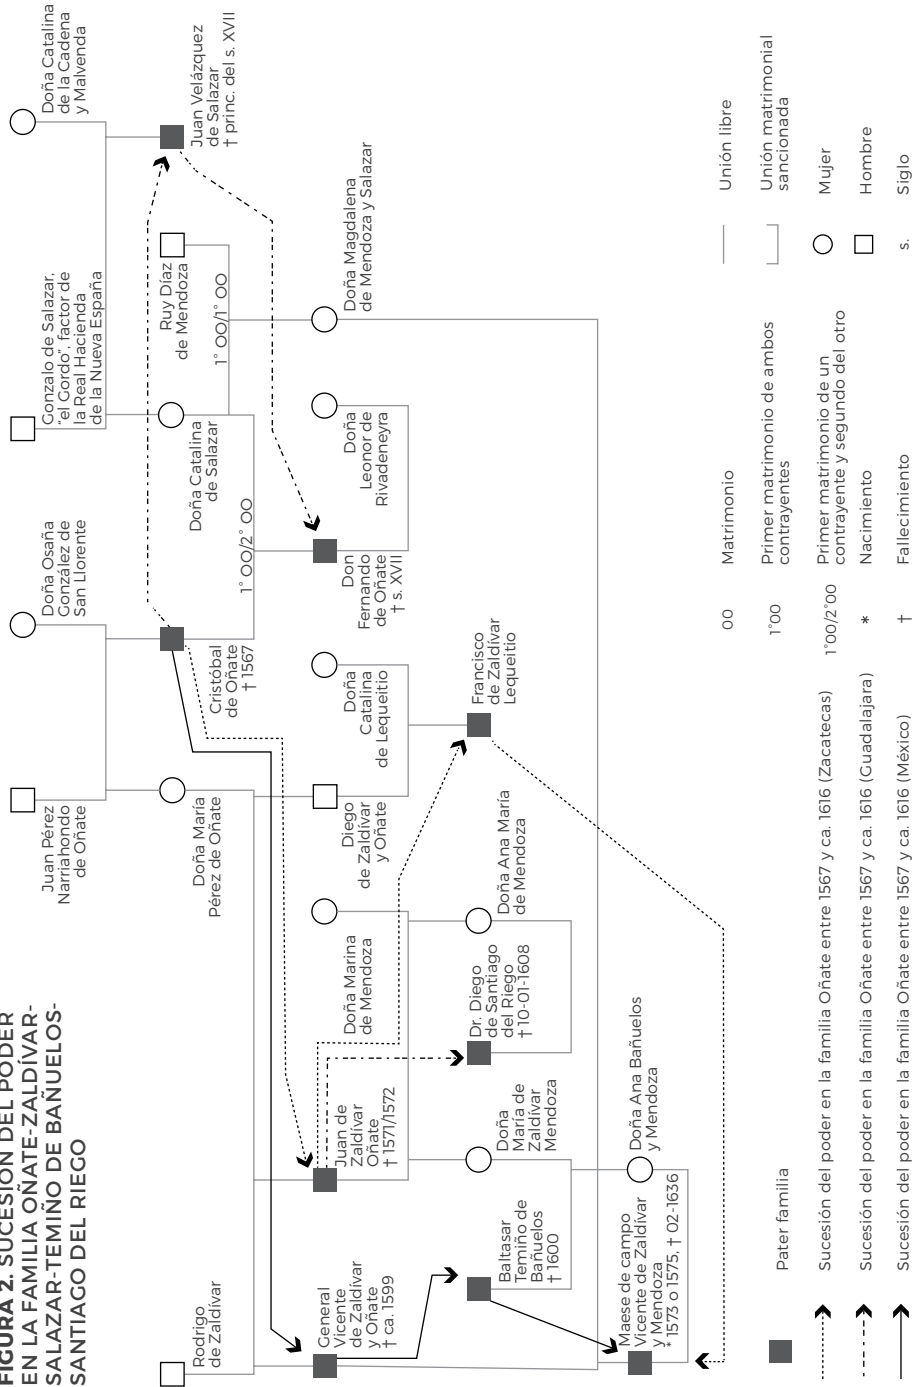 FIGURA 2. SUCESIÓN DEL PODER
EN LA FAMILIA OÑATE-ZALDÍVAR-
SALAZAR-TEMIÑO DE BAÑUELOS-
SANTIAGO DEL RIEGO
Juan Pérez
Narriahondo
de Oñate
Doña Osaña
González de
San Llorente
Gonzalo de Salazar,
“el Gordo”, factor de
la Real Hacienda
de la Nueva España
Doña Catalina
de la Cadena
y Malvenda
Rodrigo
de Zaldívar
Doña María
Pérez de Oñate
Cristóbal
de Oñate
† 1567
1° OO/2° OO
Doña Catalina
de Salazar
1° OO/1° OO
Ruy Díaz
de Mendoza
Juan Velázquez
de Salazar
† princ. del s. XVII
General
Vicente
de Zaldívar
y Oñate
† ca. 1599
Juan de
Zaldívar
Oñate
† 1571/1572
Doña Marina
de Mendoza
Diego
de Zaldívar
y Oñate
Doña
Catalina
de Lequeitio
Don
Fernando
de Oñate
† s. XVII
Doña
Leonor de
Rivadeneyra
Doña Magdalena
de Mendoza y Salazar
Baltasar
Temiño de
Bañuelos
† 1600
Doña
María de
Zaldívar
Mendoza
Dr. Diego
de Santiago
del Riego
† 10-01-1608
Doña Ana María
de Mendoza
Francisco
de Zaldívar
Lequeitio
Maese de campo
Vicente de Zaldívar
y Mendoza
* 1573 o 1575, † 02-1636
Doña Ana Bañuelos
y Mendoza
Pater familia
Sucesión del poder en la familia Oñate entre 1567 y ca. 1616 (Zacatecas)
Sucesión del poder en la familia Oñate entre 1567 y ca. 1616 (Guadalajara)
Sucesión del poder en la familia Oñate entre 1567 y ca. 1616 (México)
OO Matrimonio
1°OO Primer matrimonio de ambos
contrayentes
1°OO/2°OO Primer matrimonio de un
contrayente y segundo del otro
* Nacimiento
† Fallecimiento
Unión libre
Unión matrimonial
sancionada
Mujer
Hombre
s. Siglo